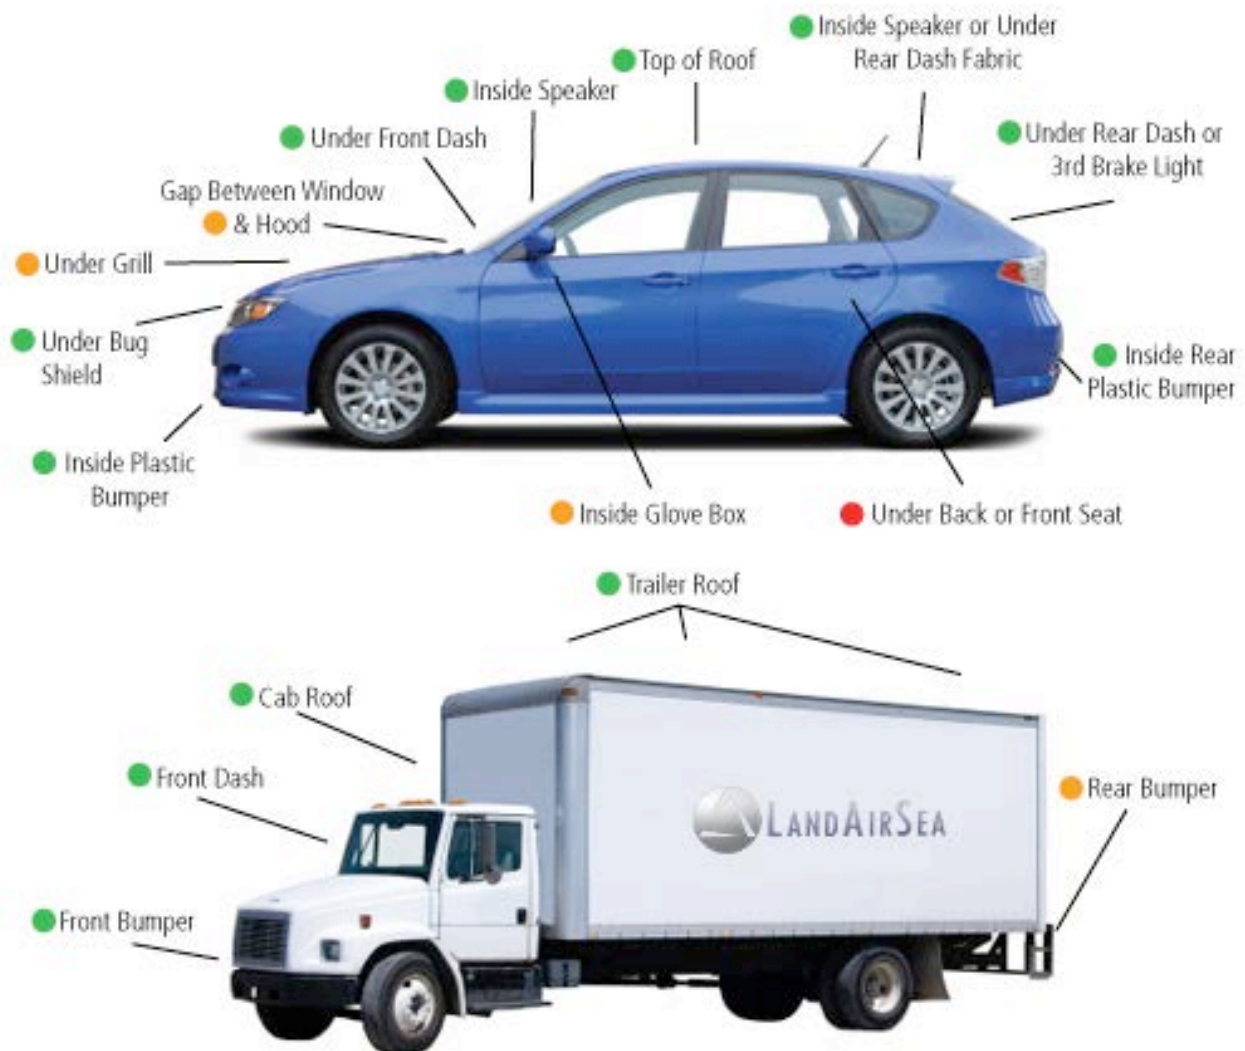 Inside Speaker or Under
Rear Dash Fabric
Top of Roof
Inside Speaker
Under Front Dash
Under Rear Dash or
3rd Brake Light
Gap Between Window
& Hood
Under Grill
Under Bug
Shield
Inside Rear
Plastic Bumper
Inside Plastic
Bumper
Inside Glove Box
Under Back or Front Seat
Trailer Roof
Cab Roof
Front Dash
Rear Bumper
LANDAIRSEA
Front Bumper